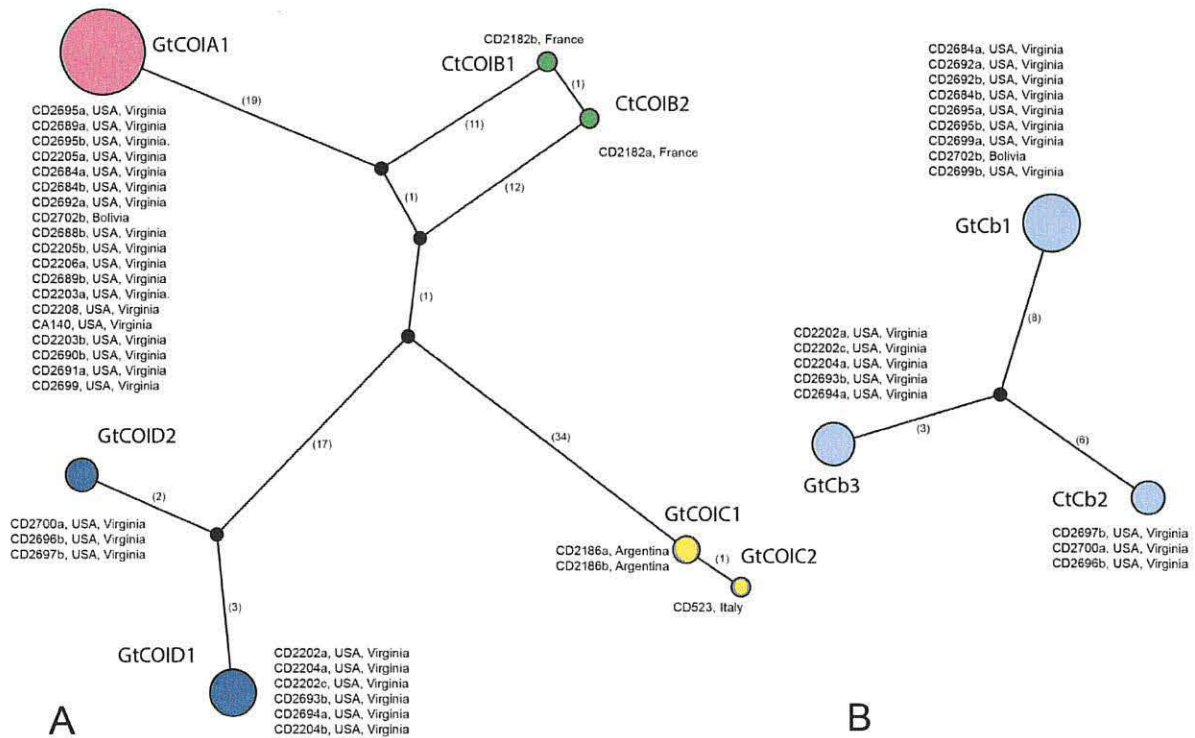 GtCOIA1
(19)
CD2695a, USA, Virginia
CD2689a, USA, Virginia
CD2695b, USA, Virginia.
CD2205a, USA, Virginia
CD2684a, USA, Virginia
CD2684b, USA, Virginia
CD2692a, USA, Virginia
CD2702b, Bolivia
CD2688b, USA, Virginia
CD2205b, USA, Virginia
CD2206a, USA, Virginia
CD2689b, USA, Virginia
CD2203a, USA, Virginia.
CD2208, USA, Virginia
CA140, USA, Virginia
CD2203b, USA, Virginia
CD2690b, USA, Virginia
CD2691a, USA, Virginia
CD2699, USA, Virginia
CD2182b, France
CtCOIB1
(1)
CtCOIB2
(11)
CD2182a, France
(12)
(1)
(1)
(17)
(34)
GtCOID2
(2)
CD2700a, USA, Virginia
CD2696b, USA, Virginia
CD2697b, USA, Virginia
(3)
GtCOID1
CD2202a, USA, Virginia
CD2204a, USA, Virginia
CD2202c, USA, Virginia
CD2693b, USA, Virginia
CD2694a, USA, Virginia
CD2204b, USA, Virginia
GtCOIC1
CD2186a, Argentina
CD2186b, Argentina
(1)
GtCOIC2
CD523, Italy
A
CD2684a, USA, Virginia
CD2692a, USA, Virginia
CD2692b, USA, Virginia
CD2684b, USA, Virginia
CD2695a, USA, Virginia
CD2695b, USA, Virginia
CD2699a, USA, Virginia
CD2702b, Bolivia
CD2699b, USA, Virginia
GtCb1
(8)
CD2202a, USA, Virginia
CD2202c, USA, Virginia
CD2204a, USA, Virginia
CD2693b, USA, Virginia
CD2694a, USA, Virginia
(3)
GtCb3
(6)
CtCb2
CD2697b, USA, Virginia
CD2700a, USA, Virginia
CD2696b, USA, Virginia
B